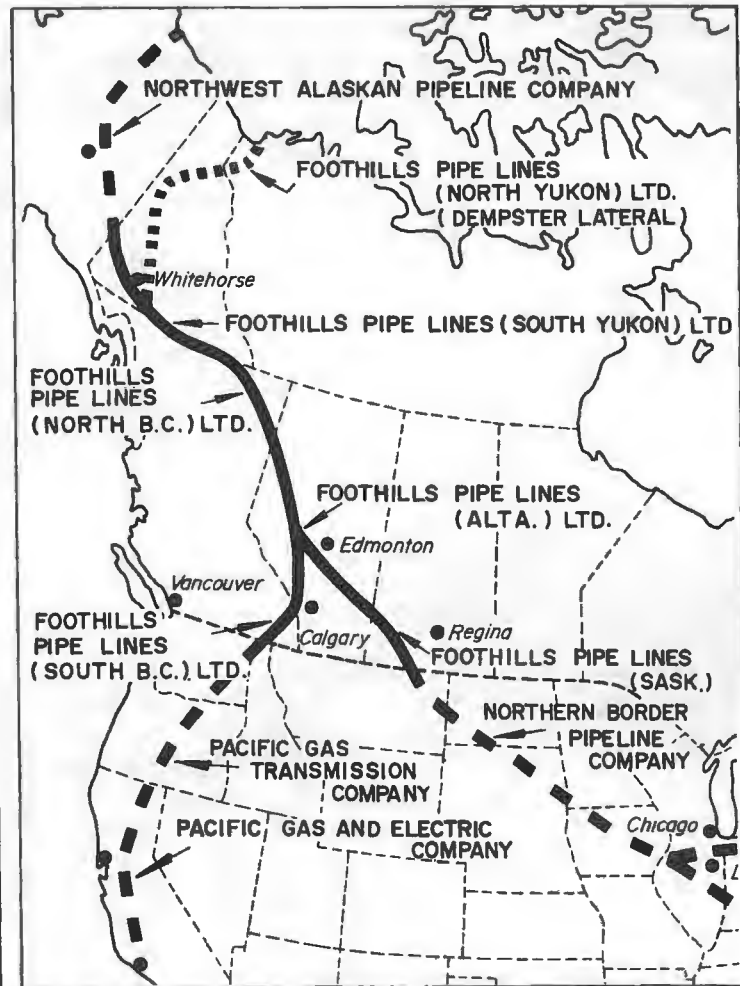 NORTHWEST ALASKAN PIPELINE COMPANY
FOOTHILLS PIPE LINES
(NORTH YUKON) LTD.
(DEMPSTER LATERAL)
Whitehorse
FOOTHILLS PIPE LINES (SOUTH YUKON) LTD
FOOTHILLS
PIPE LINES
(NORTH B.C.) LTD.
FOOTHILLS PIPE LINES
(ALTA.) LTD.
Edmonton
Vancouver
FOOTHILLS
PIPE LINES
(SOUTH B.C.) LTD.
Calgary
Regina
FOOTHILLS PIPE LINES
(SASK.)
NORTHERN BORDER
PIPELINE
COMPANY
PACIFIC GAS
TRANSMISSION
COMPANY
Chicago
PACIFIC GAS AND ELECTRIC
COMPANY